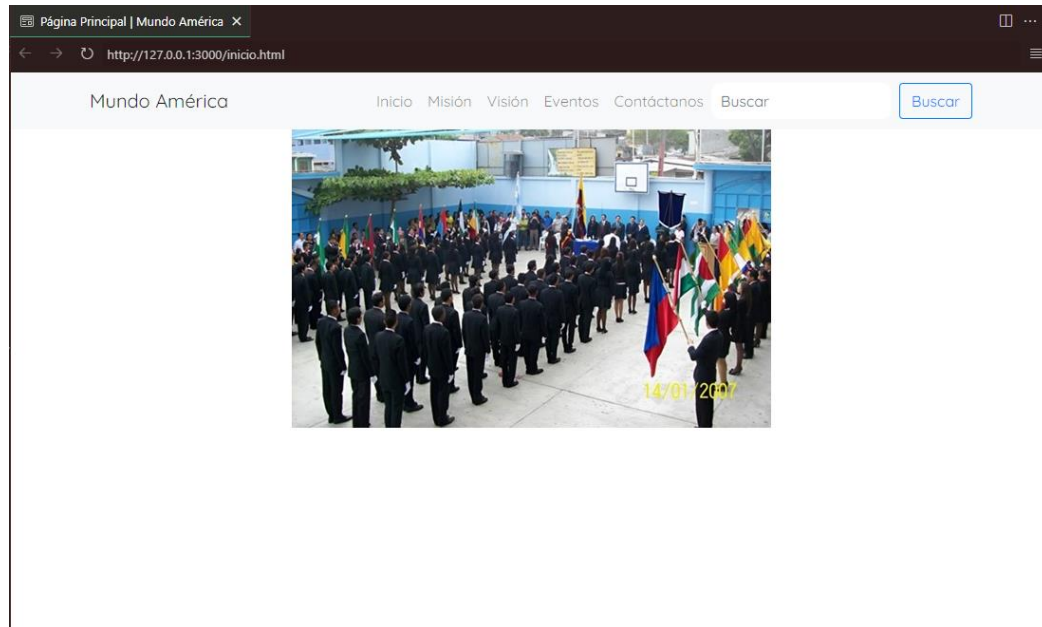 Página Principal | Mundo América
http://127.0.0.1:3000/inicio.html
Mundo América Inicio Misión Visión Eventos Contáctanos Buscar Buscar
14/01/2007